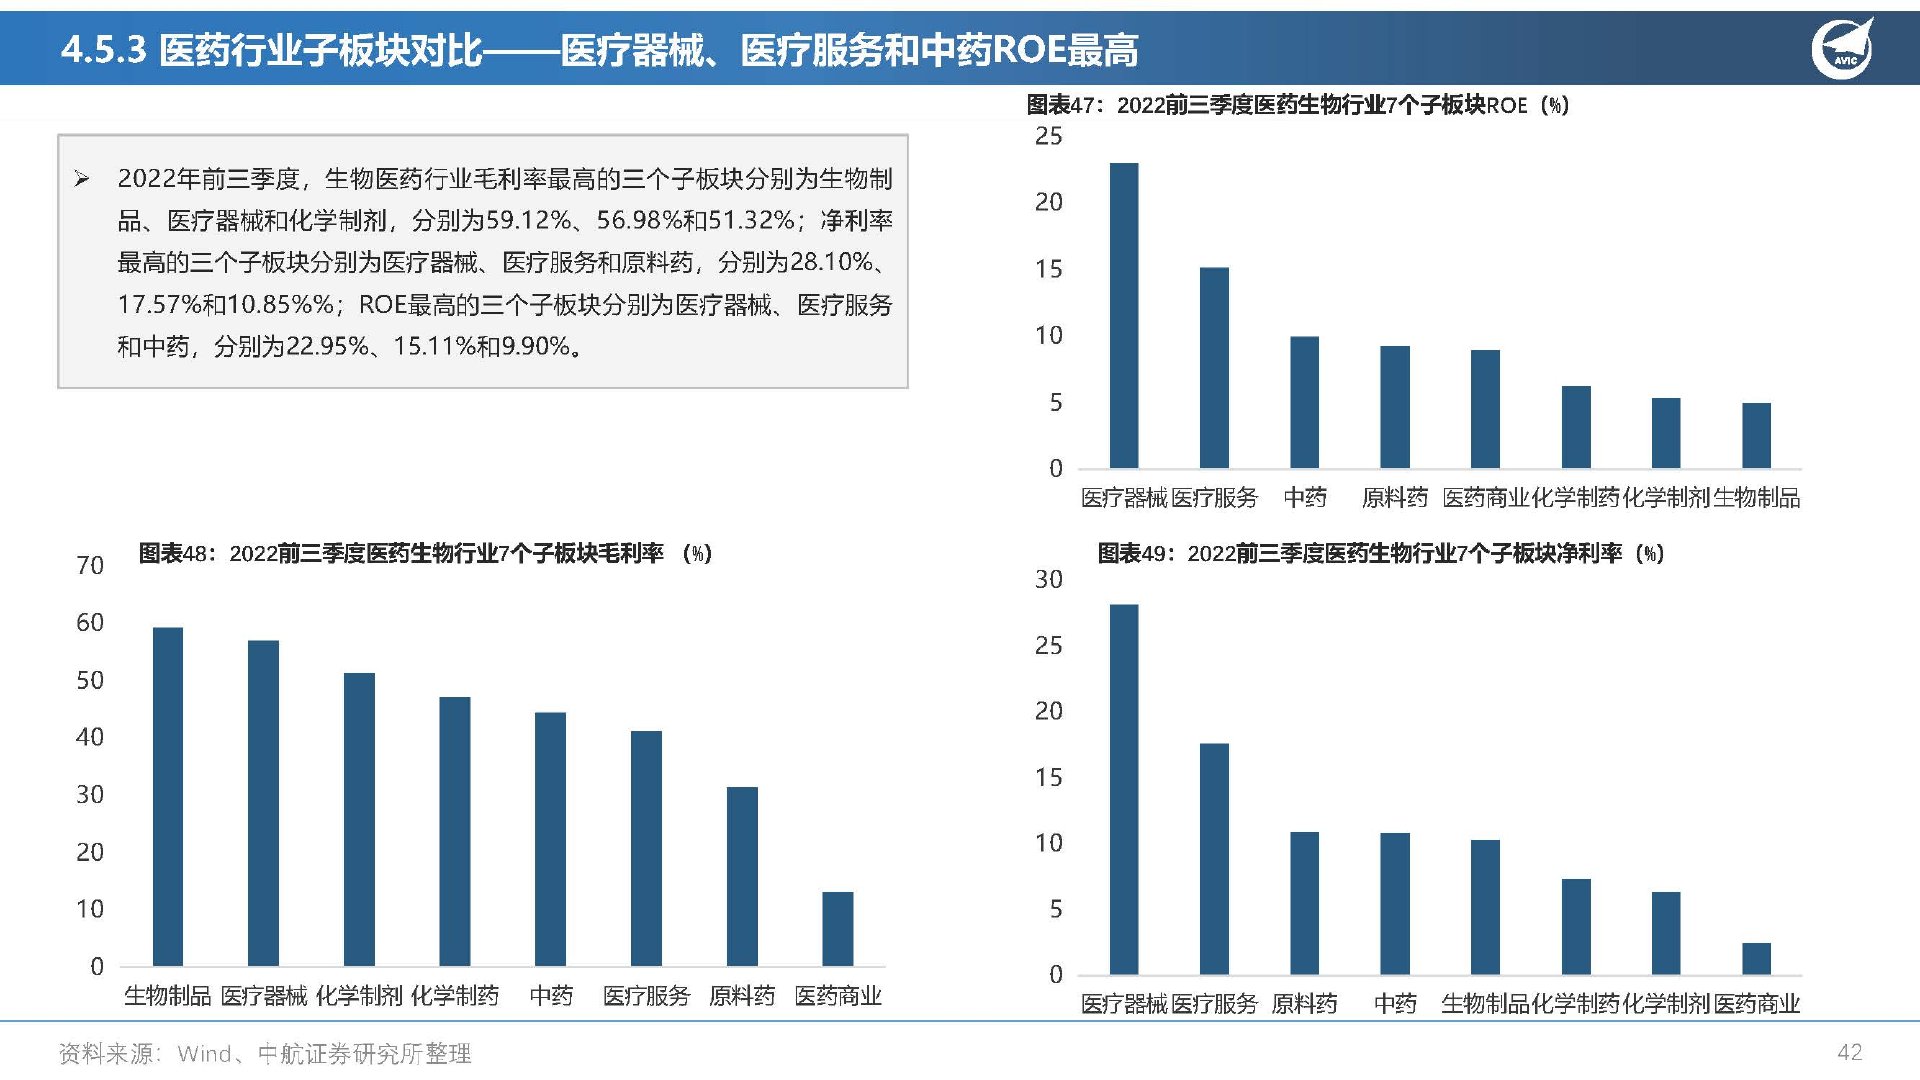 4.5.3 医药行业子板块对比——医疗器械、医疗服务和中药ROE最高
AVIC
➢ 2022年前三季度，生物医药行业毛利率最高的三个子板块分别为生物制
品、医疗器械和化学制剂，分别为59.12%、56.98%和51.32%；净利率
最高的三个子板块分别为医疗器械、医疗服务和原料药，分别为28.10%、
17.57%和10.85%%；ROE最高的三个子板块分别为医疗器械、医疗服务
和中药，分别为22.95%、15.11%和9.90%。
图表47：2022前三季度医药生物行业7个子板块ROE（%）
25
20
15
10
5
0
医疗器械 医疗服务 中药 原料药 医药商业 化学制药 化学制剂 生物制品
图表48：2022前三季度医药生物行业7个子板块毛利率 （%）
70
60
50
40
30
20
10
0
生物制品 医疗器械 化学制剂 化学制药 中药 医疗服务 原料药 医药商业
图表49：2022前三季度医药生物行业7个子板块净利率（%）
30
25
20
15
10
5
0
医疗器械 医疗服务 原料药 中药 生物制品 化学制药 化学制剂 医药商业
资料来源：Wind、中航证券研究所整理
42